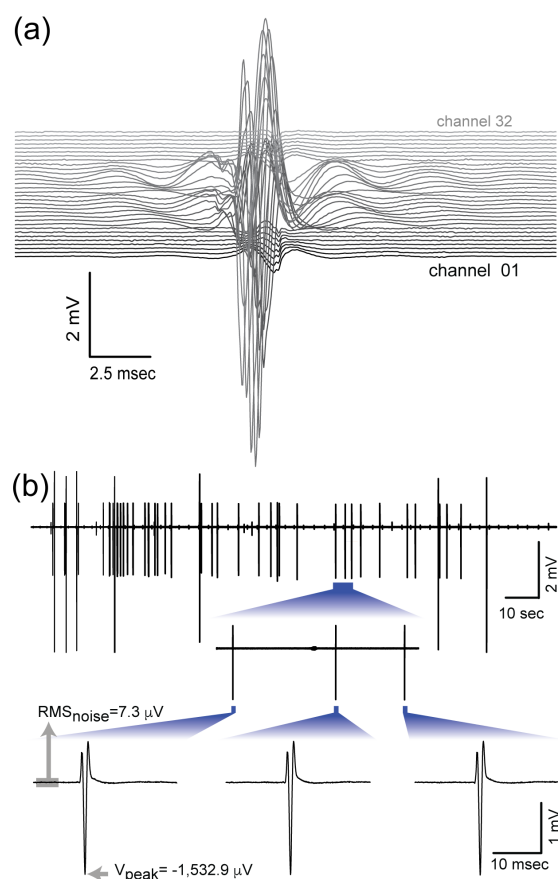 (a)
channel 32
channel 01
2 mV
2.5 msec
(b)
2 mV
10 sec
RMSnoise=7.3 μV
1 mV
Vpeak= -1,532.9 μV
10 msec